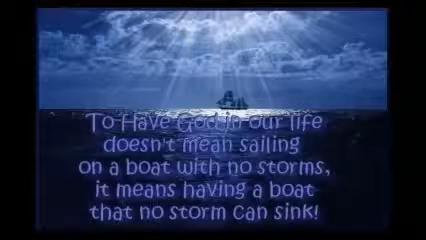 To Have God in our life
doesn't mean sailing
on a boat with no storms,
it means having a boat
that no storm can sink!